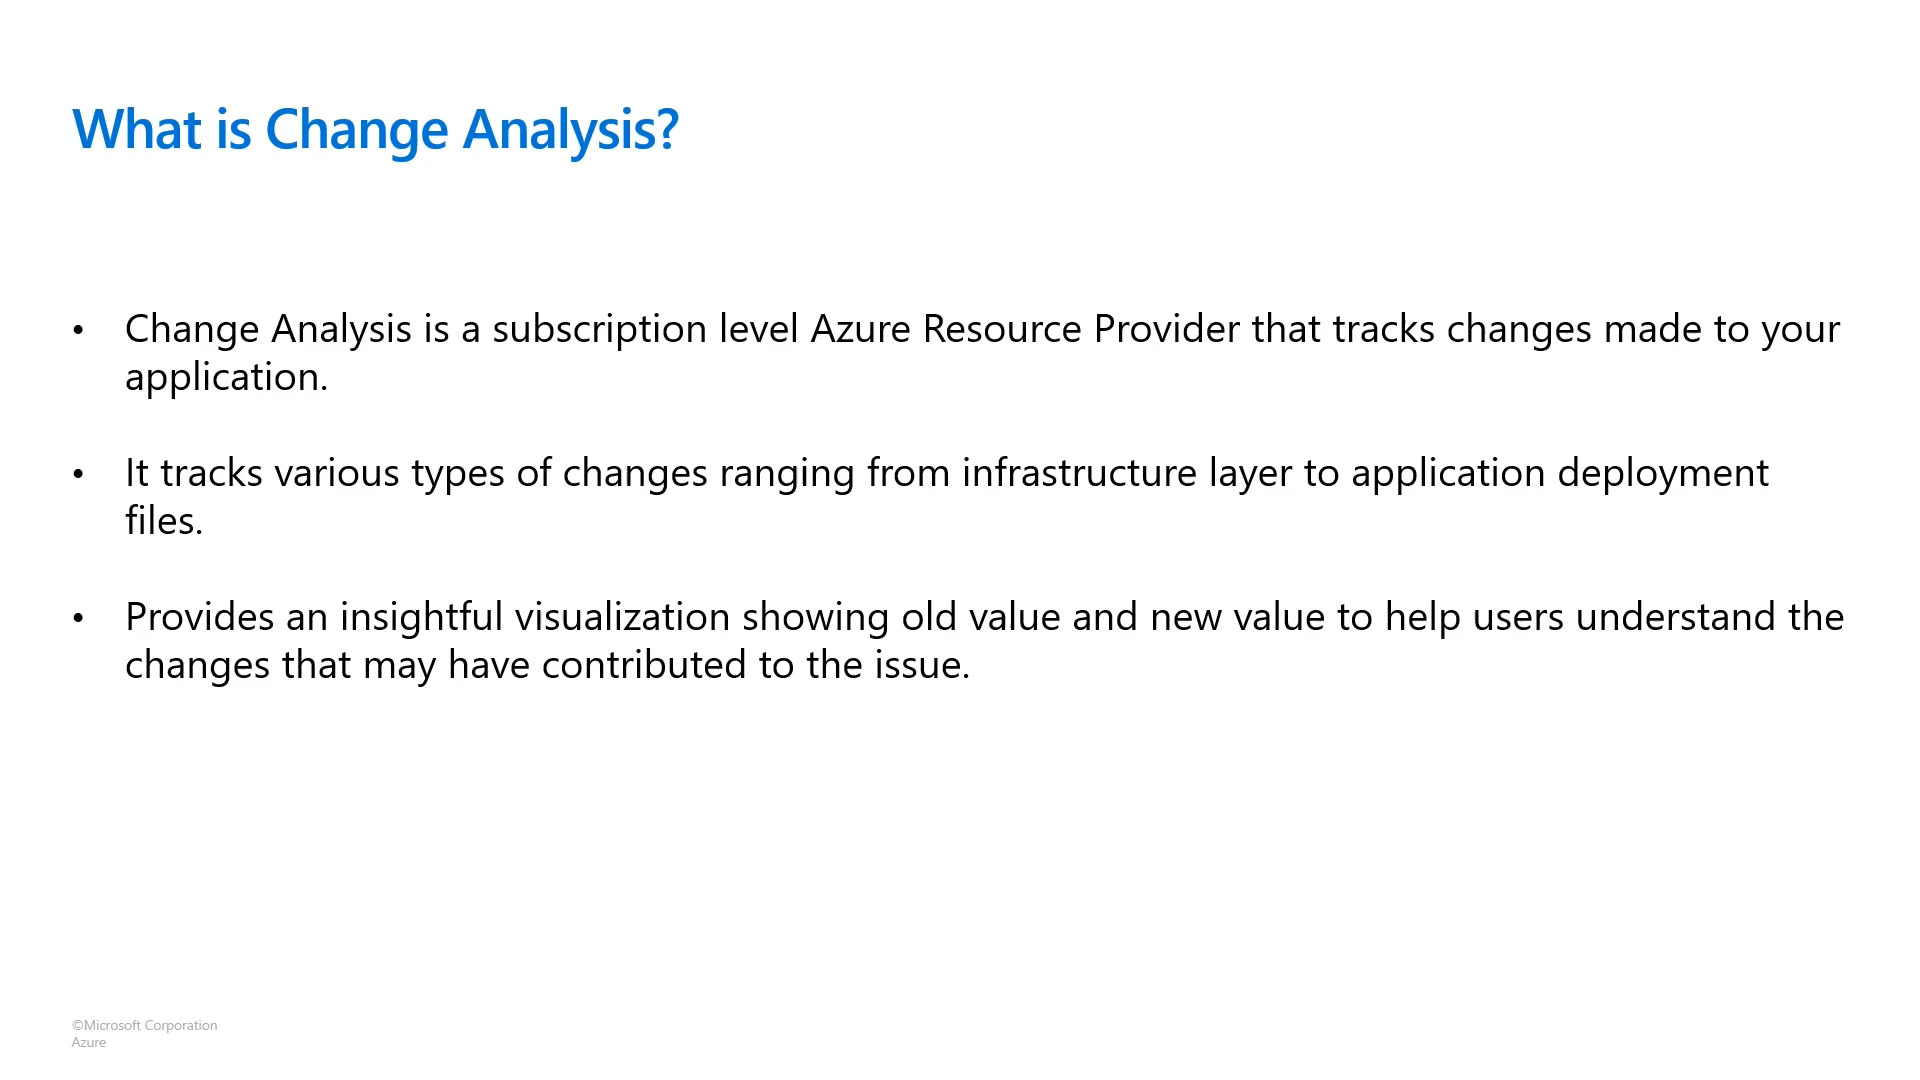 What is Change Analysis?
• Change Analysis is a subscription level Azure Resource Provider that tracks changes made to your
application.
• It tracks various types of changes ranging from infrastructure layer to application deployment
files.
• Provides an insightful visualization showing old value and new value to help users understand the
changes that may have contributed to the issue.
©Microsoft Corporation
Azure